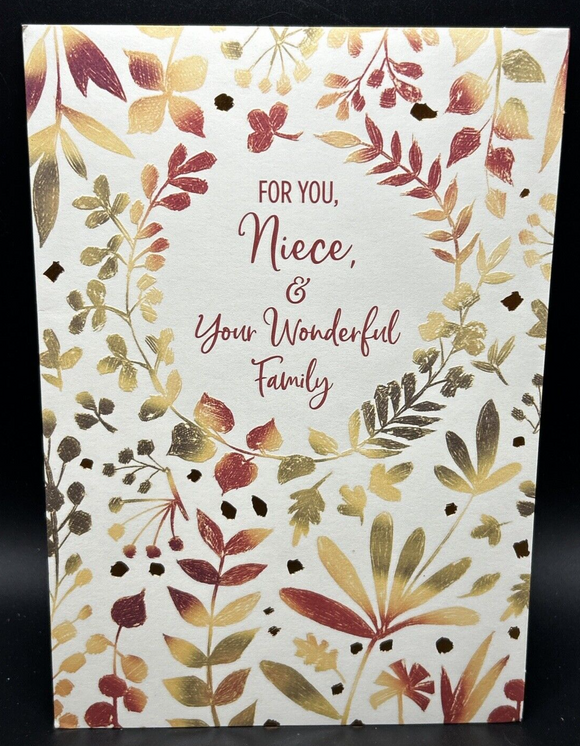 FOR YOU,
Niece,
&
Your Wonderful
Family